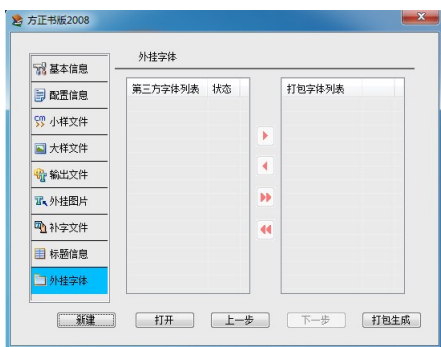 方正书版2008
外挂字体
基本信息
配置信息
小样文件
大样文件
输出文件
外挂图片
补字文件
标题信息
外挂字体
第三方字体列表 状态
打包字体列表
新建 打开 上一步 下一步 打包生成